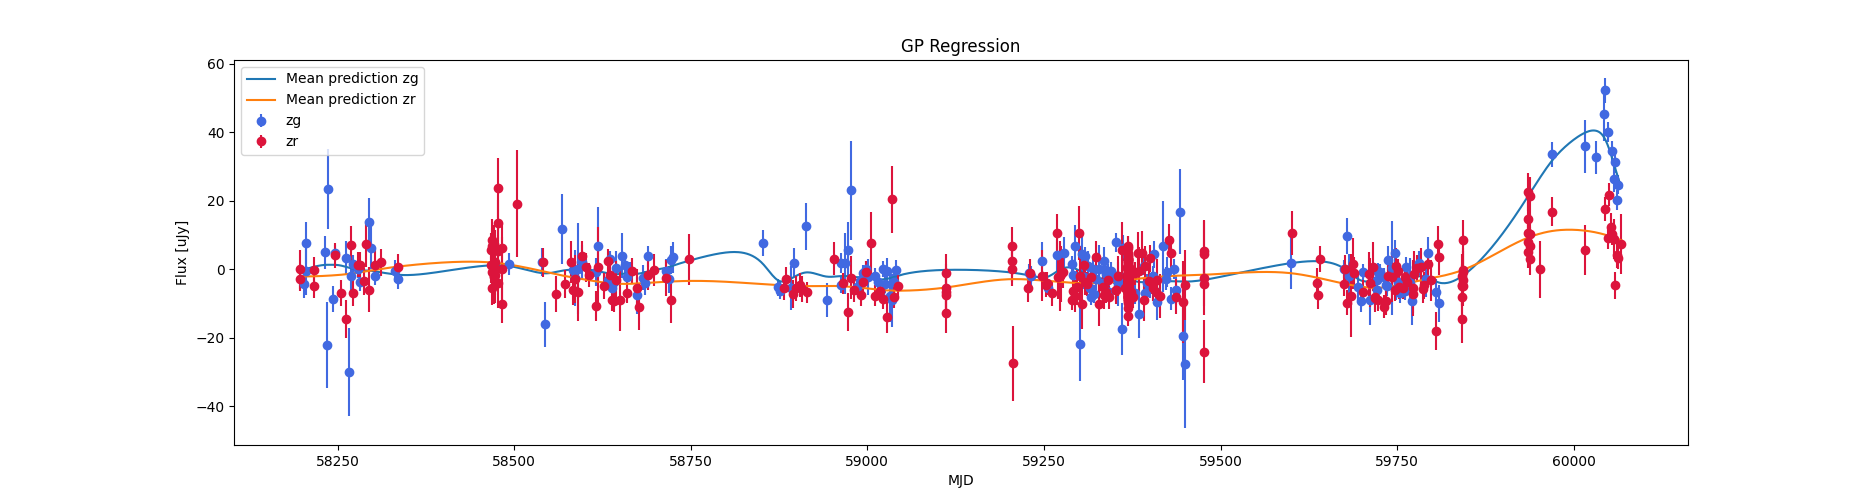 GP Regression
Mean prediction zg
Mean prediction zr
zg
zr
Flux [uJy]
60
40
20
0
−20
−40
58250
58500
58750
59000
59250
59500
59750
60000
MJD